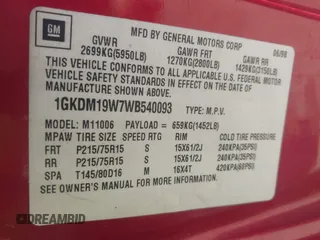 GM
MFD BY GENERAL MOTORS CORP
06/98
GVWR GAWR FRT GAWR RR
2699KG(5950LB) 1270KG(2800LB) 1429KG(3150LB)
THIS VEHICLE CONFORMS TO ALL APPLICABLE U.S. FEDERAL MOTOR
VEHICLE SAFETY STANDARDS IN EFFECT ON THE DATE OF
MANUFACTURE SHOWN ABOVE.
1GKDM19W7WB540093 TYPE: M.P.V.
MODEL: M11006 PAYLOAD = 659KG(1452LB)
MPAW TIRE SIZE SPEED RTG RIM COLD TIRE PRESSURE
FRT P215/75R15 S 15X61/2J 240KPA(35PSI)
RR P215/75R15 S 15X61/2J 240KPA(35PSI)
SPA T145/80D16 M 16X4T 420KPA(60PSI)
SEE OWNER'S MANUAL FOR ADDITIONAL INFORMATION.
DREAMBID